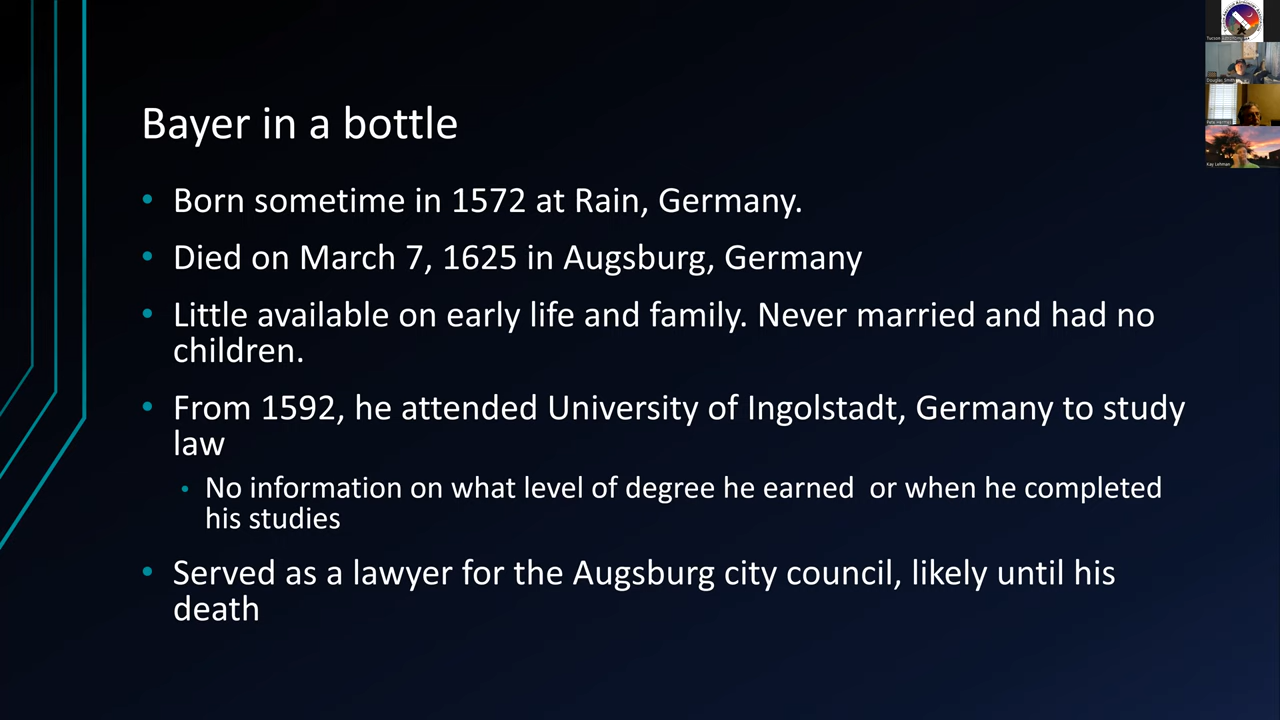 Bayer in a bottle
• Born sometime in 1572 at Rain, Germany.
• Died on March 7, 1625 in Augsburg, Germany
• Little available on early life and family. Never married and had no
children.
• From 1592, he attended University of Ingolstadt, Germany to study
law
• No information on what level of degree he earned  or when he completed
his studies
• Served as a lawyer for the Augsburg city council, likely until his
death
Kay Lehman